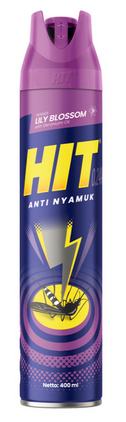 LILY BLOSSOM
HIT
ANTI NYAMUK
Netto: 400 ml